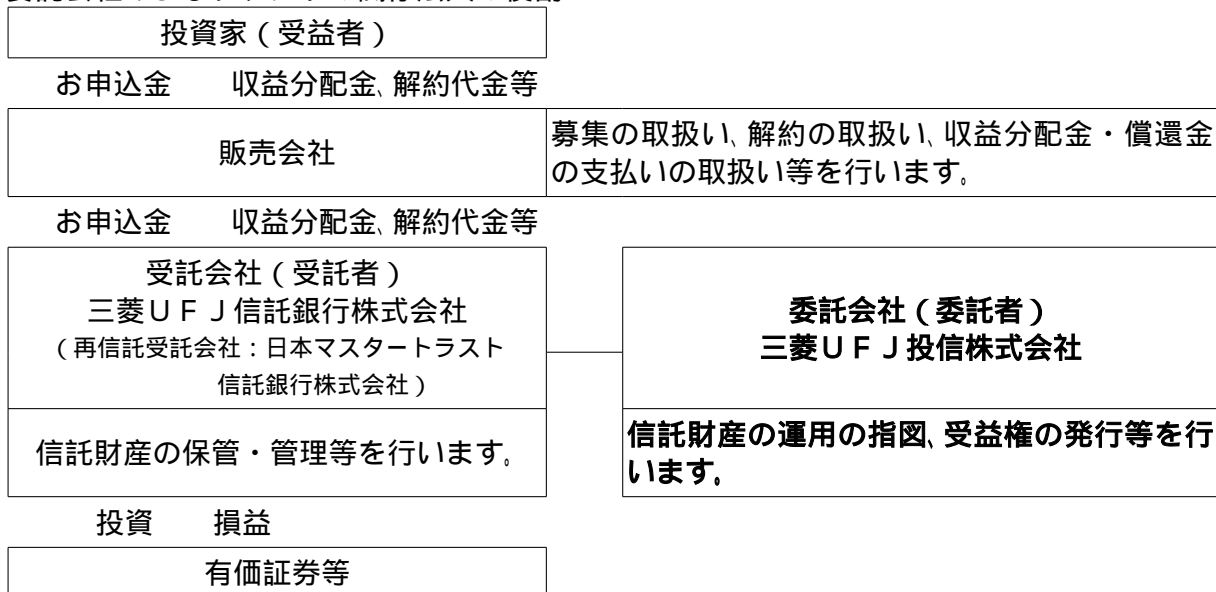 投資家（受益者）
お申込金　収益分配金、解約代金等
販売会社
募集の取扱い、解約の取扱い、収益分配金・償還金
の支払いの取扱い等を行います。
お申込金　収益分配金、解約代金等
受託会社（受託者）
三菱ＵＦＪ信託銀行株式会社
（再信託受託会社：日本マスタートラスト
信託銀行株式会社）
委託会社（委託者）
三菱ＵＦＪ投信株式会社
信託財産の保管・管理等を行います。
信託財産の運用の指図、受益権の発行等を行
います。
投資　損益
有価証券等